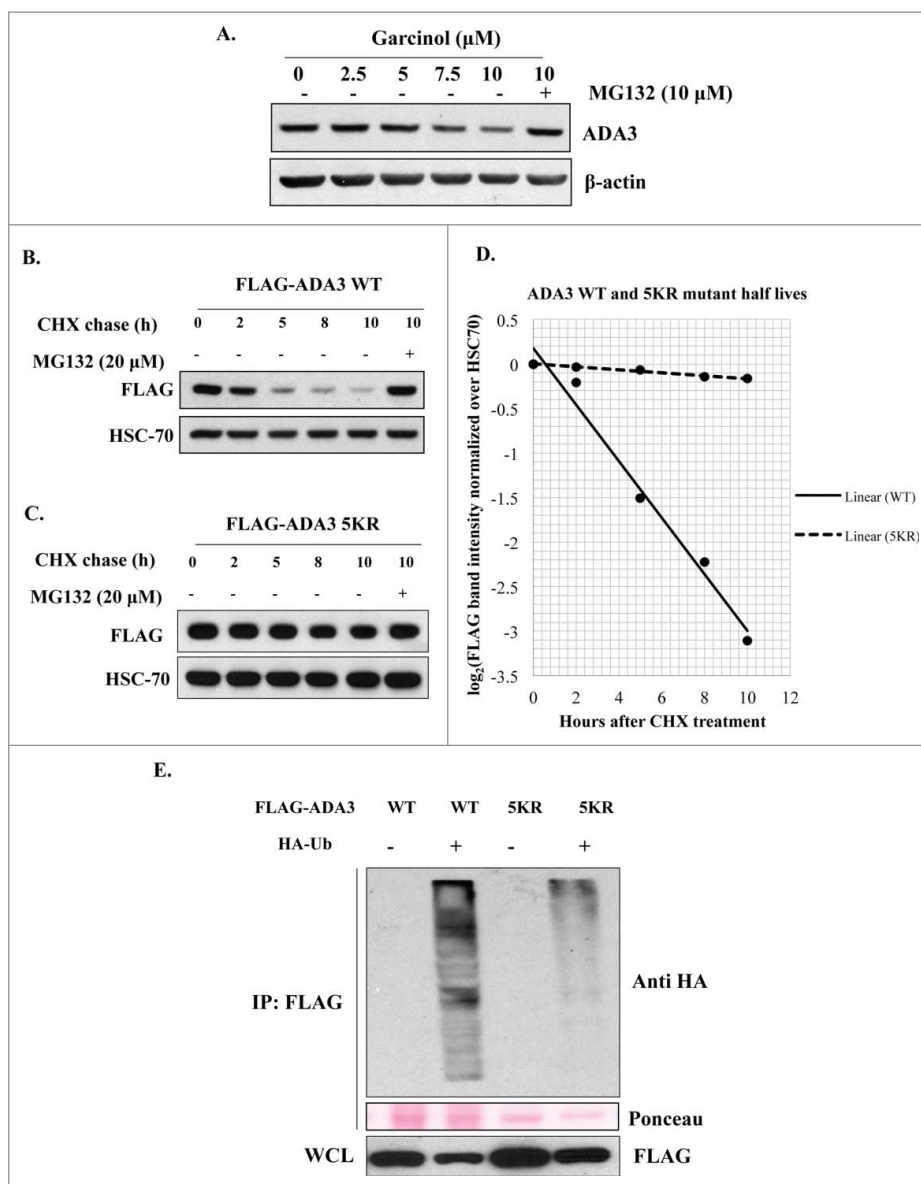 A.
Garcinol (µM)
0 2.5 5 7.5 10 10
- - - - - + MG132 (10 µM)
ADA3
β-actin
B.
FLAG-ADA3 WT
CHX chase (h) 0 2 5 8 10 10
MG132 (20 µM) - - - - - +
FLAG
HSC-70
C.
FLAG-ADA3 5KR
CHX chase (h) 0 2 5 8 10 10
MG132 (20 µM) - - - - - +
FLAG
HSC-70
D.
ADA3 WT and 5KR mutant half lives
log₂(FLAG band intensity normalized over HSC70)
0.5
0
-0.5
-1
-1.5
-2
-2.5
-3
-3.5
0 2 4 6 8 10 12
Hours after CHX treatment
Linear (WT)
Linear (5KR)
E.
FLAG-ADA3 WT WT 5KR 5KR
HA-Ub - + - +
IP: FLAG
Anti HA
Ponceau
WCL FLAG